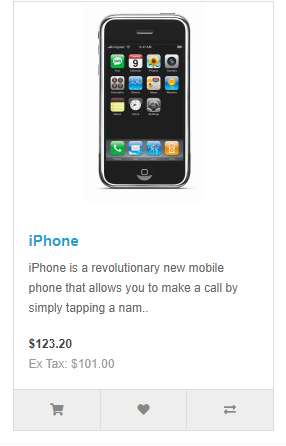 iPhone
iPhone is a revolutionary new mobile
phone that allows you to make a call by
simply tapping a nam..
$123.20
Ex Tax: $101.00